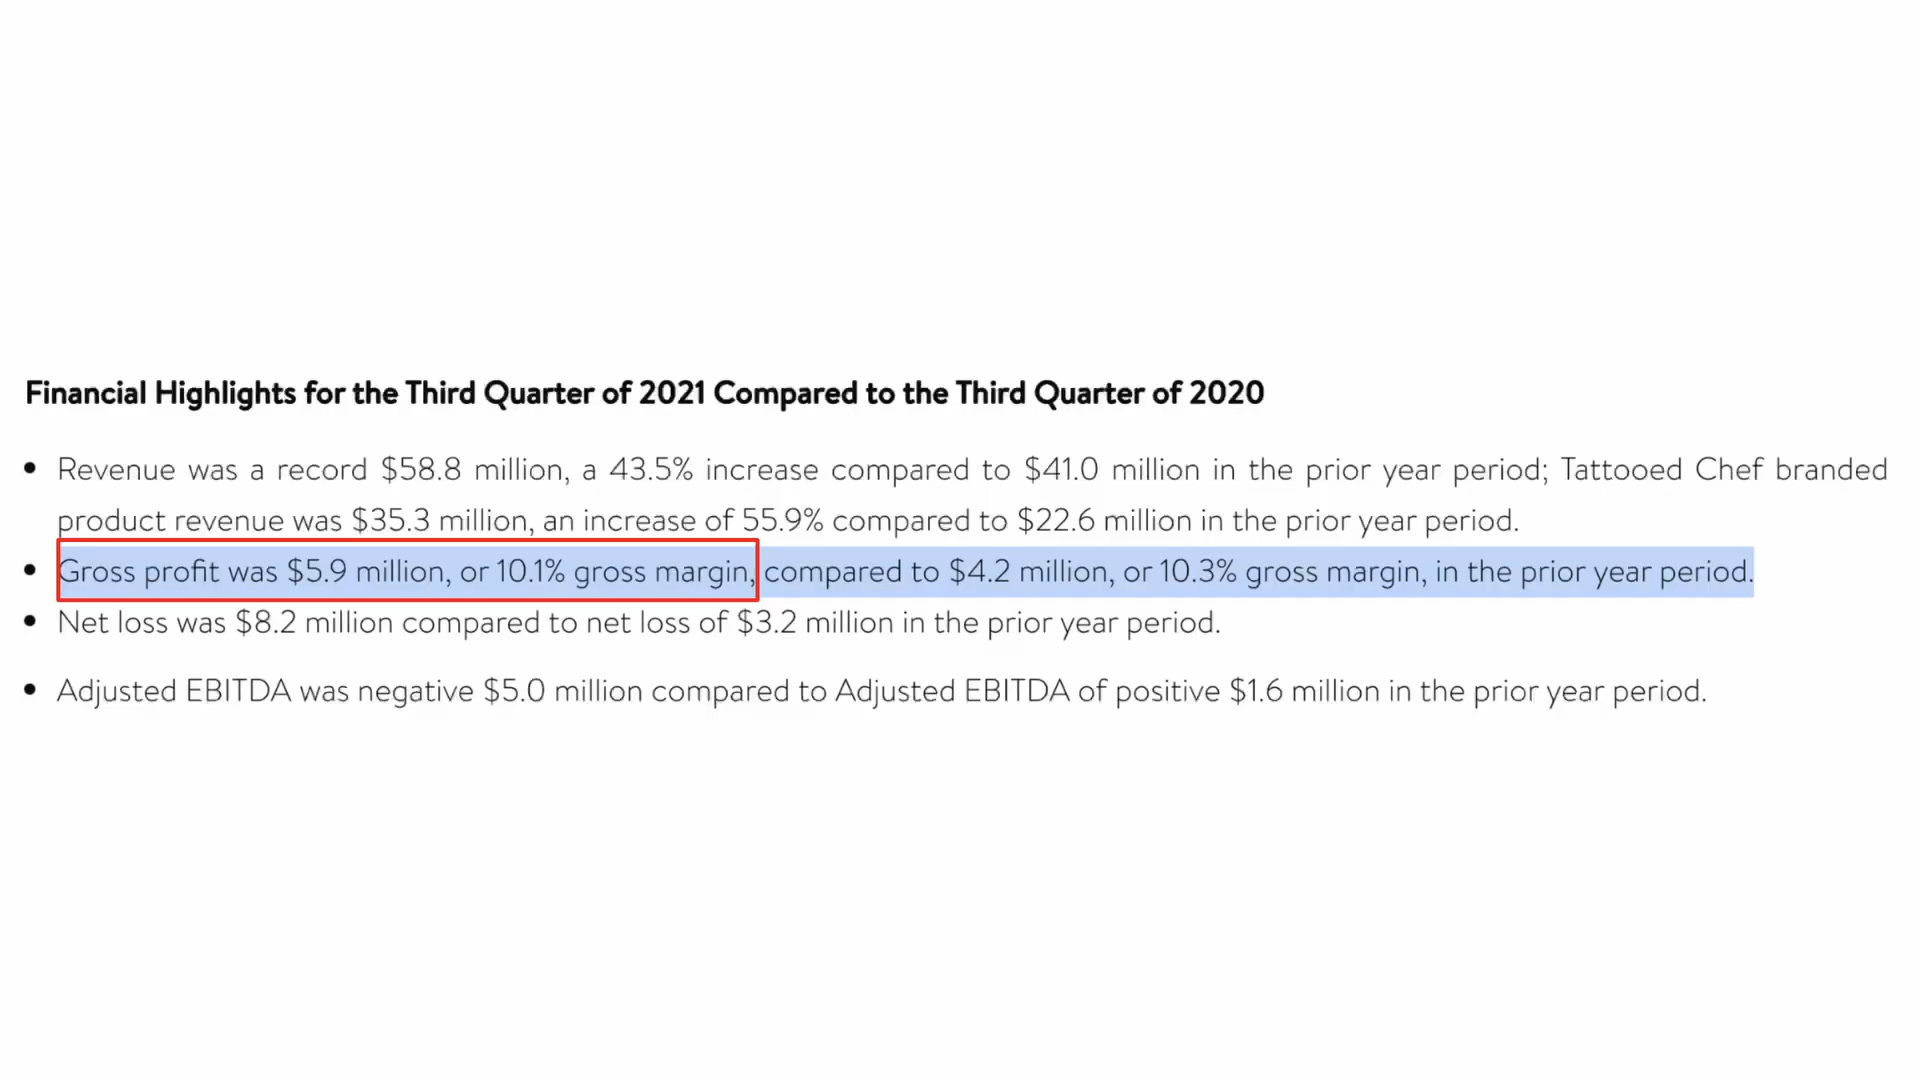 Financial Highlights for the Third Quarter of 2021 Compared to the Third Quarter of 2020
• Revenue was a record $58.8 million, a 43.5% increase compared to $41.0 million in the prior year period; Tattooed Chef branded
product revenue was $35.3 million, an increase of 55.9% compared to $22.6 million in the prior year period.
• Gross profit was $5.9 million, or 10.1% gross margin, compared to $4.2 million, or 10.3% gross margin, in the prior year period.
• Net loss was $8.2 million compared to net loss of $3.2 million in the prior year period.
• Adjusted EBITDA was negative $5.0 million compared to Adjusted EBITDA of positive $1.6 million in the prior year period.